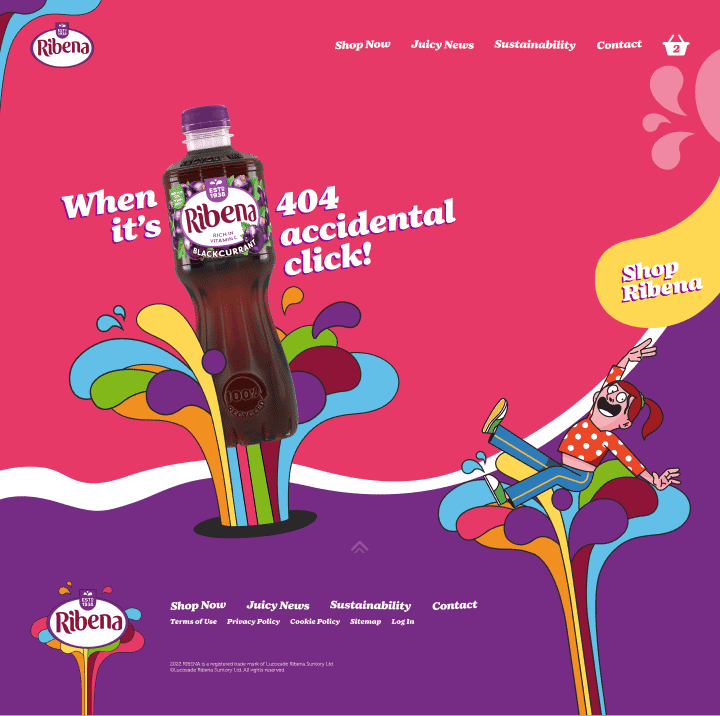 ESTD
1938
Ribena
Shop Now
Juicy News
Sustainability
Contact
2
When
it's
404
accidental
click!
ESTD
1938
Ribena
RICH IN
VITAMIN C
BLACKCURRANT
100%
RECYCLED
Shop
Ribena
ESTD
1938
Ribena
Shop Now
Juicy News
Sustainability
Contact
Terms of Use
Privacy Policy
Cookie Policy
Sitemap
Log In
2022 RIBENA is a registered trade mark of Lucozade Ribena Suntory Ltd.
©Lucozade Ribena Suntory Ltd. All rights reserved